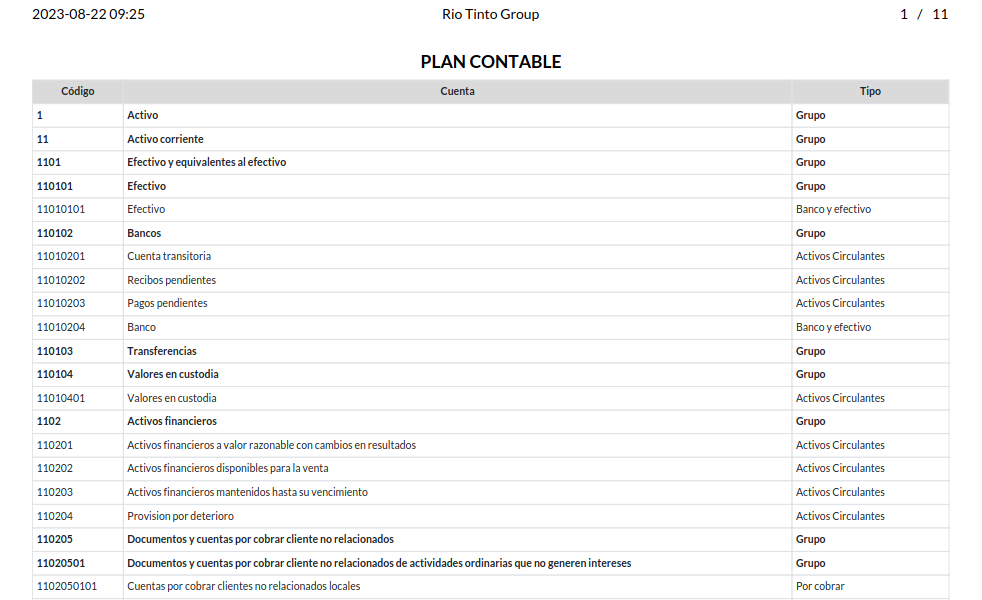 2023-08-22 09:25 Rio Tinto Group 1 / 11
PLAN CONTABLE
Código Cuenta Tipo
1 Activo Grupo
11 Activo corriente Grupo
1101 Efectivo y equivalentes al efectivo Grupo
110101 Efectivo Grupo
11010101 Efectivo Banco y efectivo
110102 Bancos Grupo
11010201 Cuenta transitoria Activos Circulantes
11010202 Recibos pendientes Activos Circulantes
11010203 Pagos pendientes Activos Circulantes
11010204 Banco Banco y efectivo
110103 Transferencias Grupo
110104 Valores en custodia Grupo
11010401 Valores en custodia Activos Circulantes
1102 Activos financieros Grupo
110201 Activos financieros a valor razonable con cambios en resultados Activos Circulantes
110202 Activos financieros disponibles para la venta Activos Circulantes
110203 Activos financieros mantenidos hasta su vencimiento Activos Circulantes
110204 Provision por deterioro Activos Circulantes
110205 Documentos y cuentas por cobrar cliente no relacionados Grupo
11020501 Documentos y cuentas por cobrar cliente no relacionados de actividades ordinarias que no generen intereses Grupo
1102050101 Cuentas por cobrar clientes no relacionados locales Por cobrar